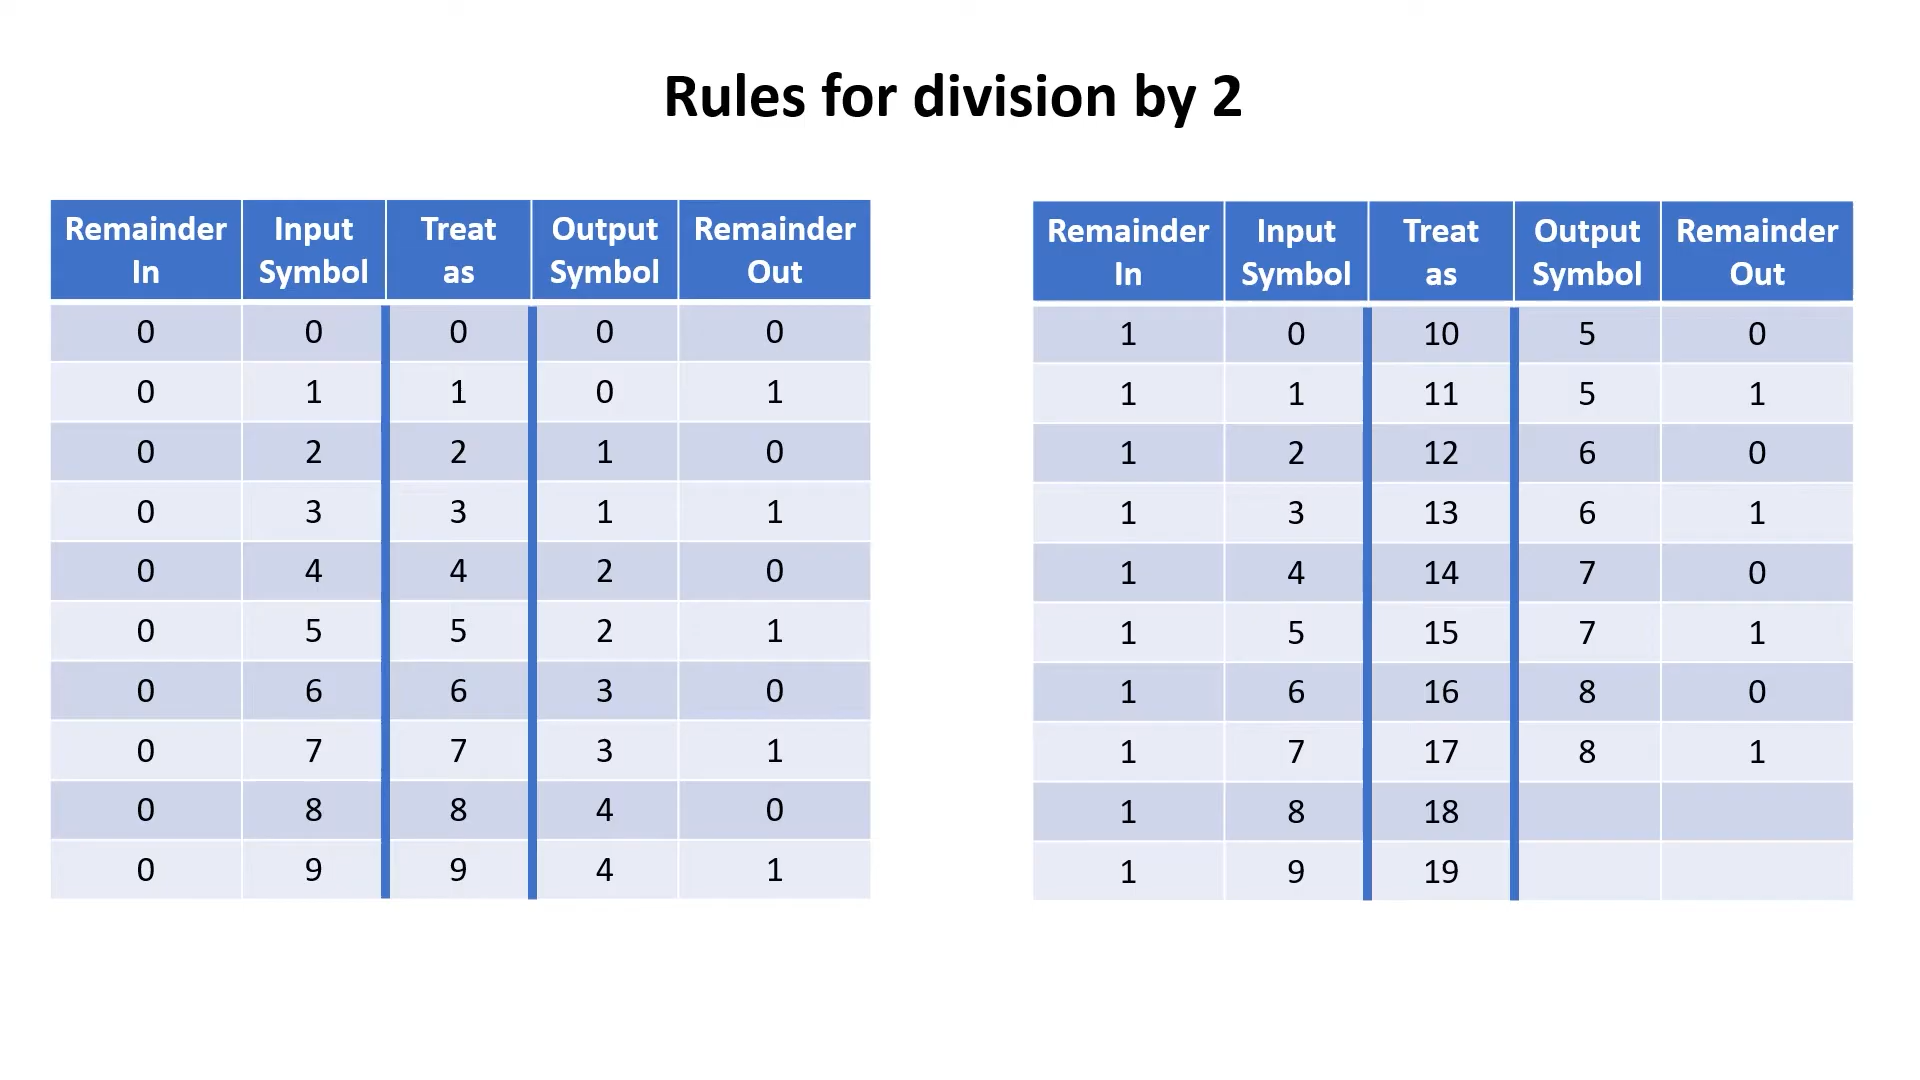 Rules for division by 2
Remainder In Input Symbol Treat as Output Symbol Remainder Out
0 0 0 0 0
0 1 1 0 1
0 2 2 1 0
0 3 3 1 1
0 4 4 2 0
0 5 5 2 1
0 6 6 3 0
0 7 7 3 1
0 8 8 4 0
0 9 9 4 1
Remainder In Input Symbol Treat as Output Symbol Remainder Out
1 0 10 5 0
1 1 11 5 1
1 2 12 6 0
1 3 13 6 1
1 4 14 7 0
1 5 15 7 1
1 6 16 8 0
1 7 17 8 1
1 8 18
1 9 19